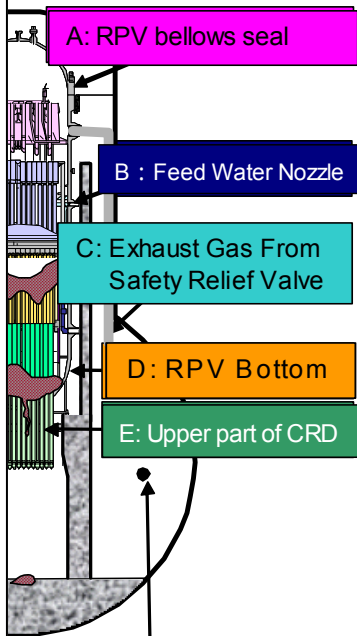 A: RPV bellows seal
B : Feed Water Nozzle
C: Exhaust Gas From
Safety Relief Valve
D: RPV Bottom
E: Upper part of CRD